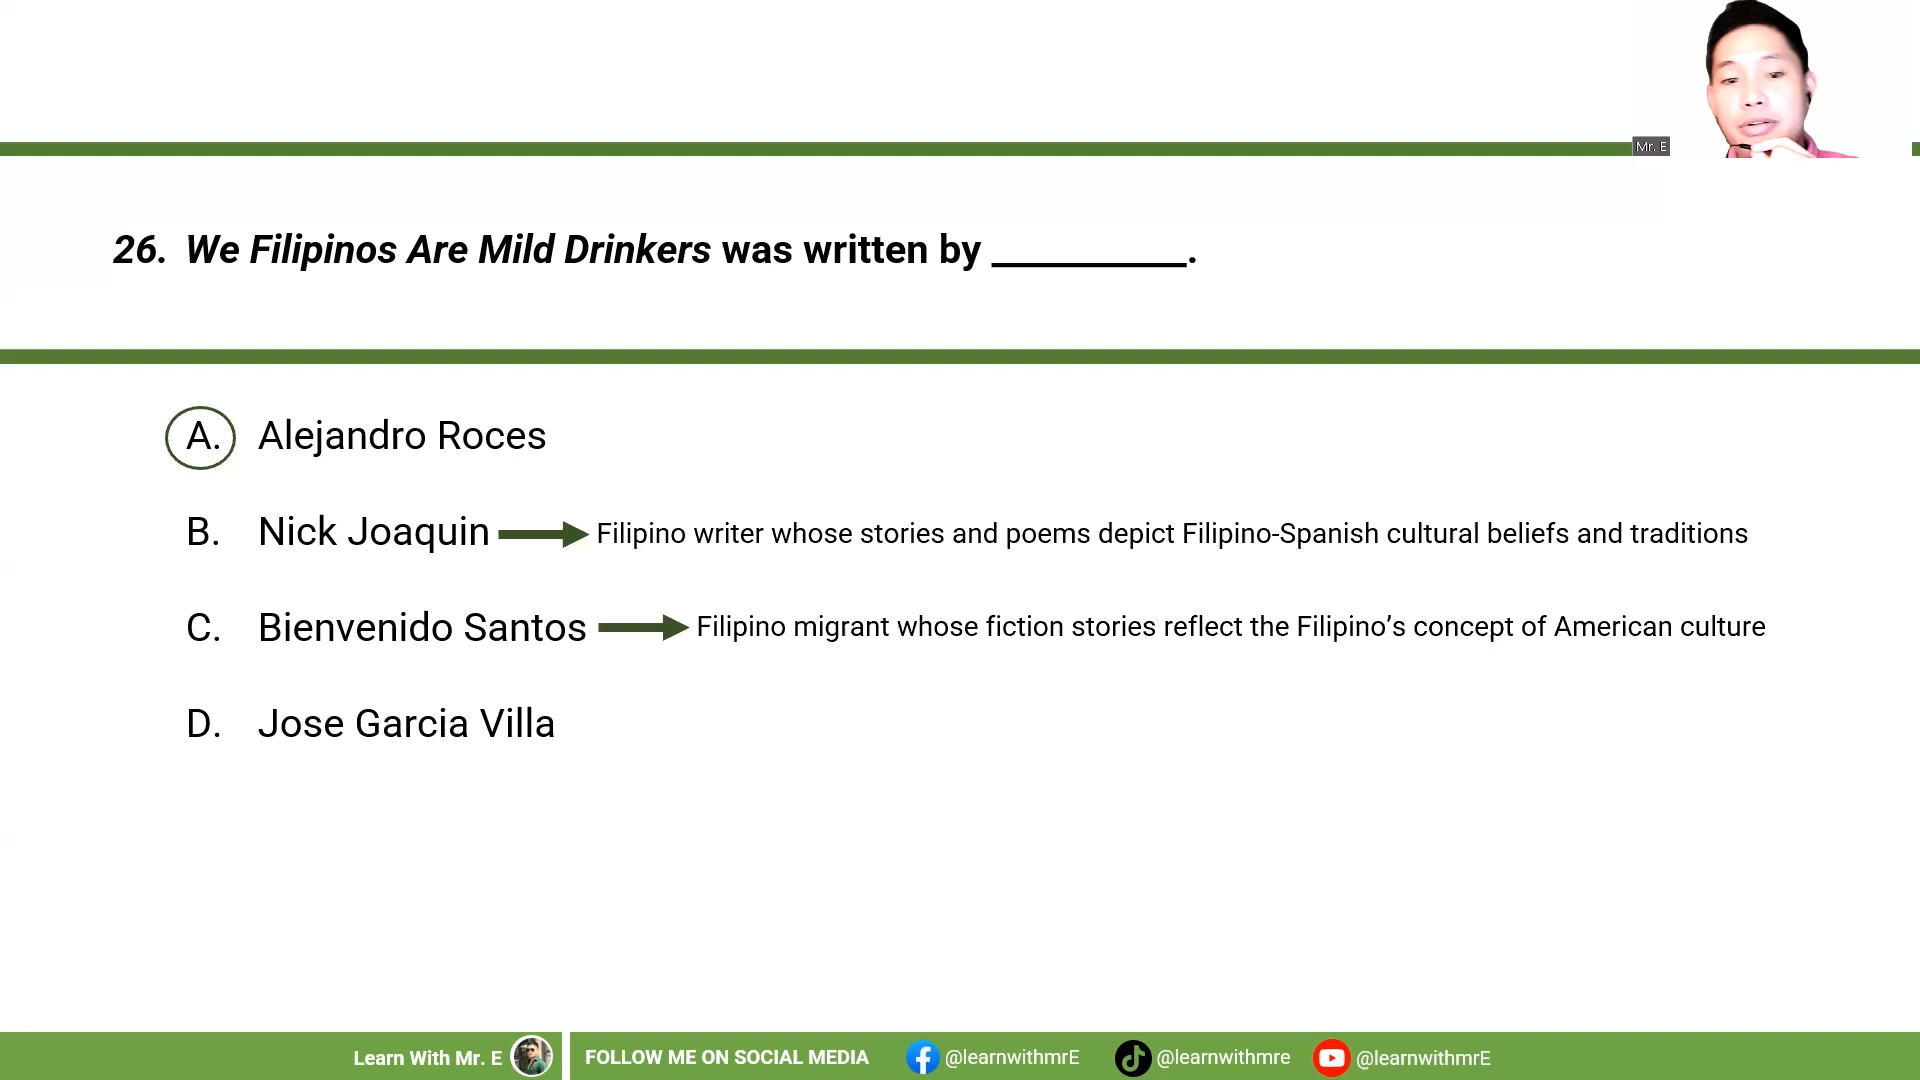 Mr. E
26. We Filipinos Are Mild Drinkers was written by __________.
A. Alejandro Roces
B. Nick Joaquin Filipino writer whose stories and poems depict Filipino-Spanish cultural beliefs and traditions
C. Bienvenido Santos Filipino migrant whose fiction stories reflect the Filipino’s concept of American culture
D. Jose Garcia Villa
Learn With Mr. E FOLLOW ME ON SOCIAL MEDIA @learnwithmrE @learnwithmre @learnwithmrE